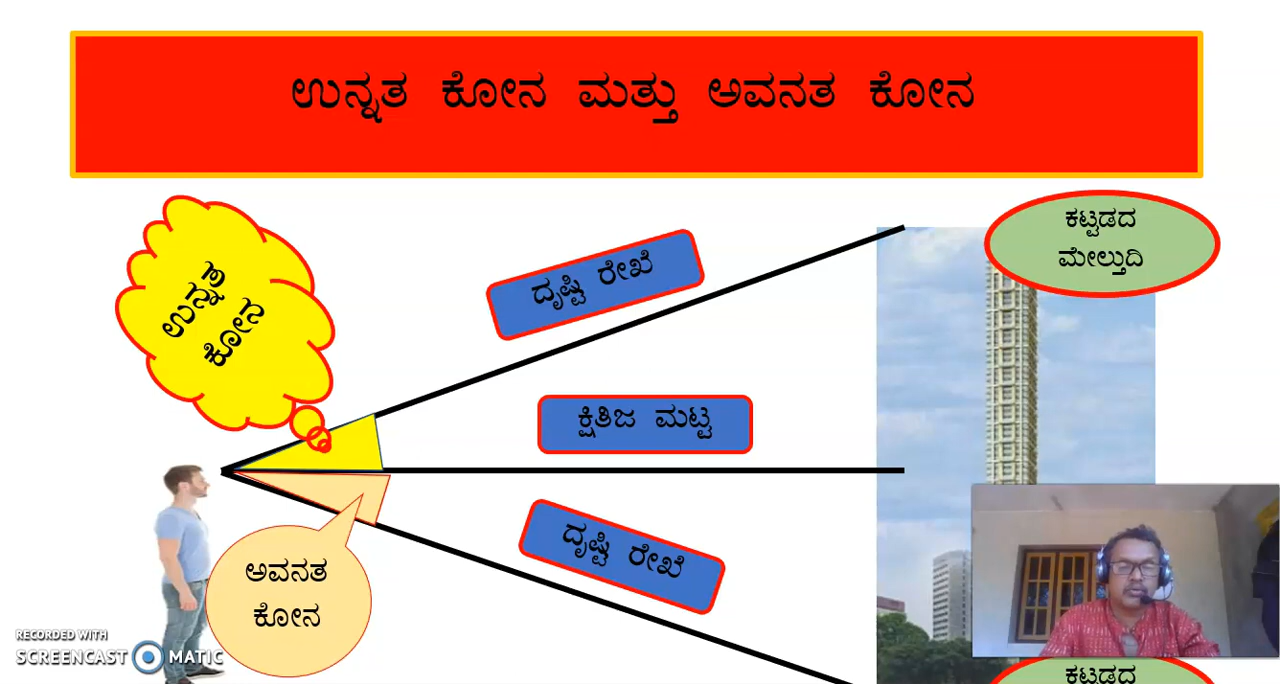 ಉನ್ನತ ಕೋನ ಮತ್ತು ಅವನತ ಕೋನ
ಕಟ್ಟಡದ
ಮೇಲ್ತುದಿ
ದೃಷ್ಟಿ ರೇಖೆ
ಉನ್ನತ
ಕೋನ
ಕ್ಷಿತಿಜ ಮಟ್ಟ
ದೃಷ್ಟಿ ರೇಖೆ
ಅವನತ
ಕೋನ
RECORDED WITH
SCREENCAST MATIC
ಕಟ್ಟಡದ